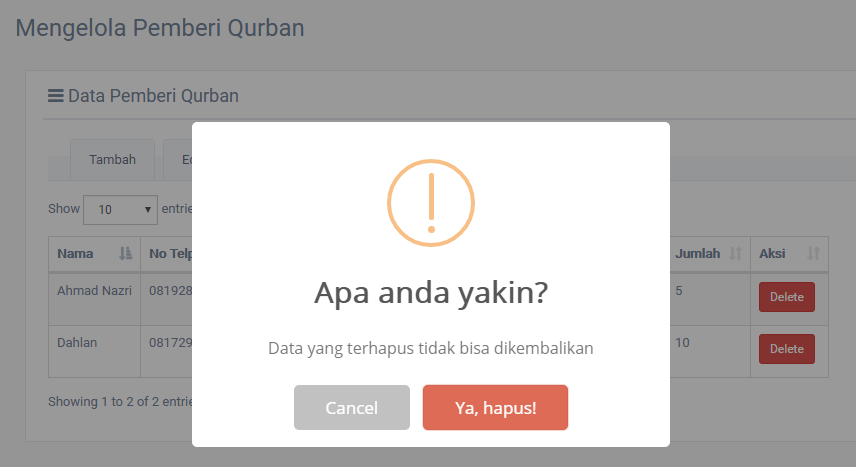 Mengelola Pemberi Qurban
Data Pemberi Qurban
Tambah
Show 10 entrie
Nama No Telp Jumlah Aksi
Ahmad Nazri 081928 5 Delete
Dahlan 081729 10 Delete
Showing 1 to 2 of 2 entrie
Apa anda yakin?
Data yang terhapus tidak bisa dikembalikan
Cancel Ya, hapus!